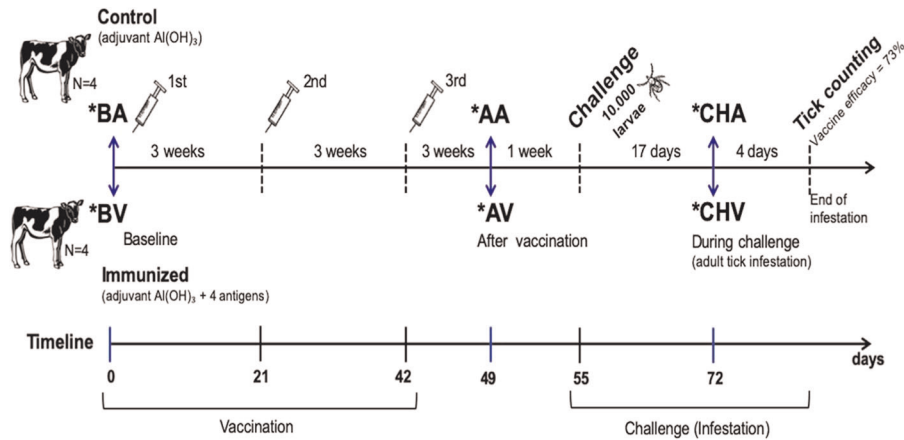 Control
(adjuvant Al(OH)₃)
N=4
1st
2nd
3rd
*BA
*AA
Challenge
10.000
larvae
*CHA
Tick counting
Vaccine efficacy = 73%
3 weeks
3 weeks
3 weeks
1 week
17 days
4 days
*BV
*AV
*CHV
End of
infestation
N=4
Baseline
After vaccination
During challenge
(adult tick infestation)
Immunized
(adjuvant Al(OH)₃ + 4 antigens)
Timeline
days
0
21
42
49
55
72
Vaccination
Challenge (Infestation)